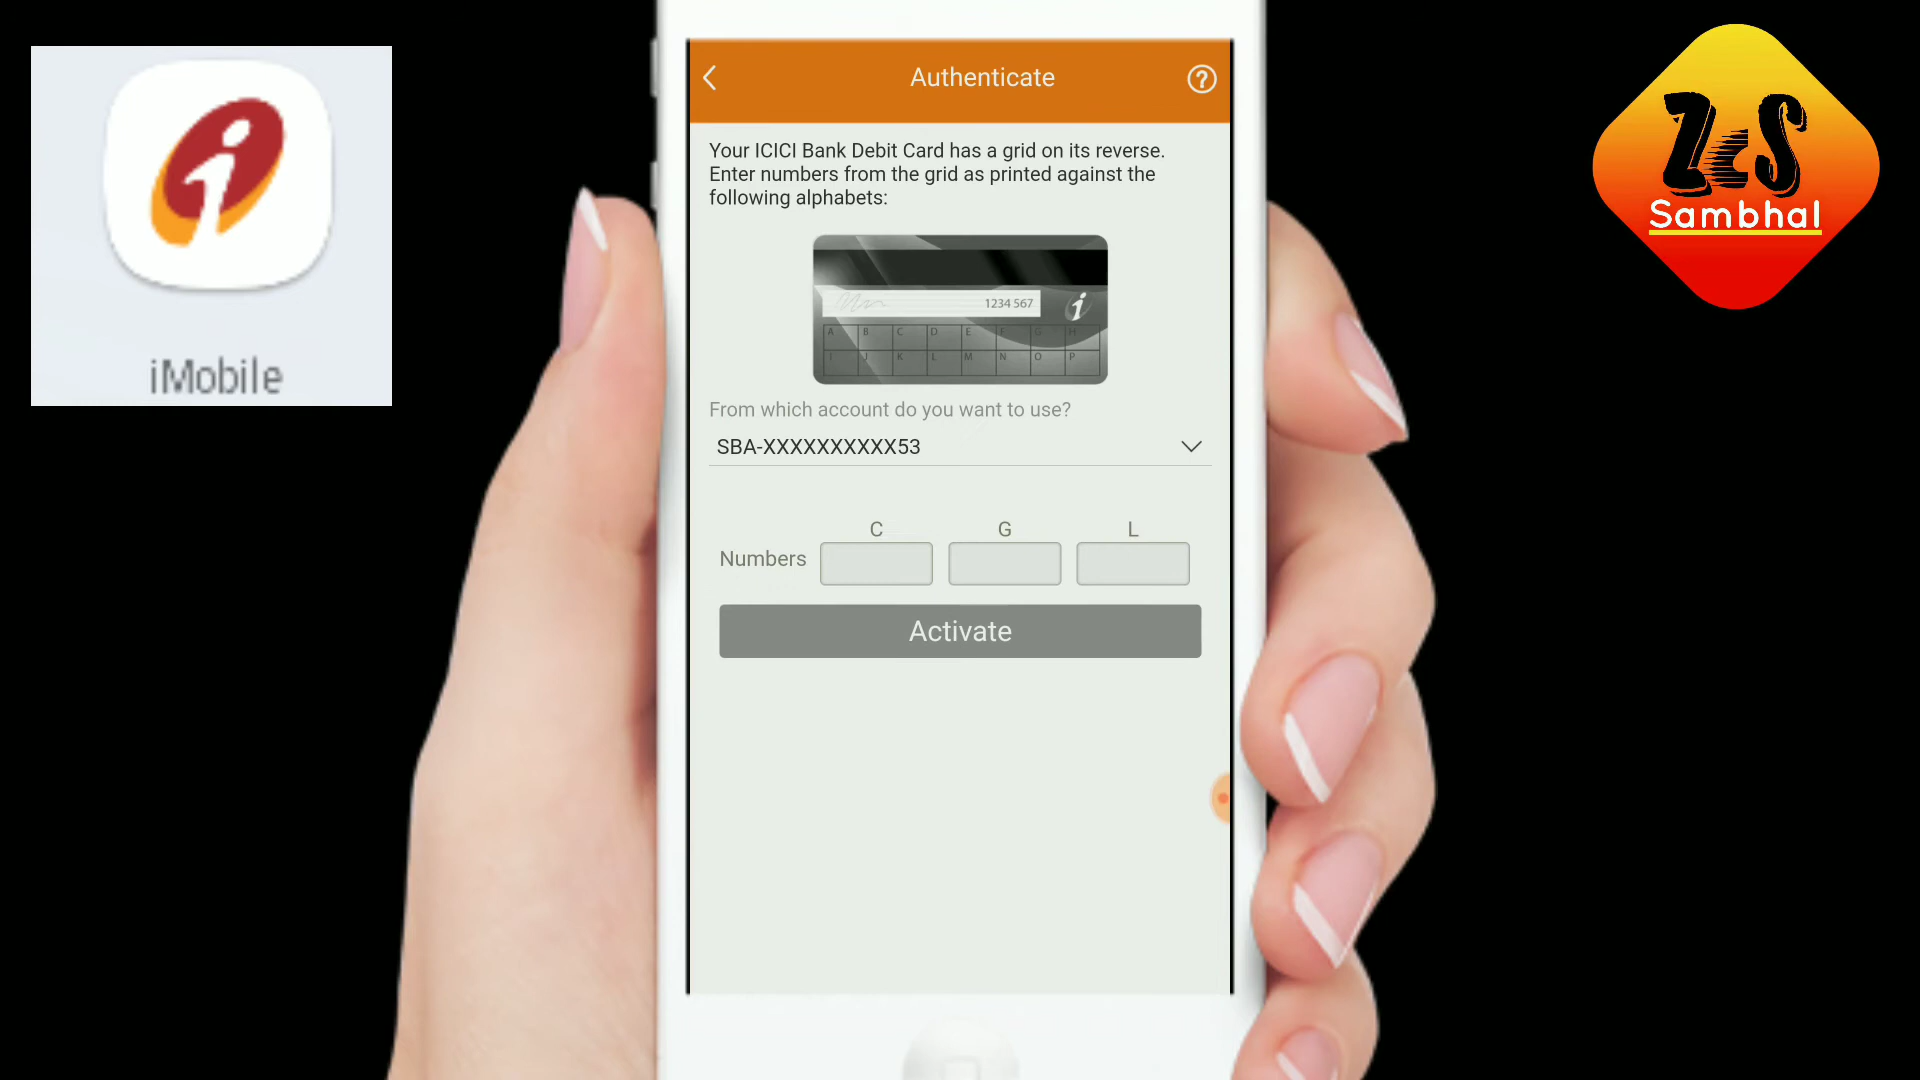 iMobile
Authenticate
?
Your ICICI Bank Debit Card has a grid on its reverse.
Enter numbers from the grid as printed against the
following alphabets:
1234 567
i
A B C D E F G H
I J K L M N O P
From which account do you want to use?
SBA-XXXXXXXXXX53
C G L
Numbers
Activate
ZCS
Sambhal